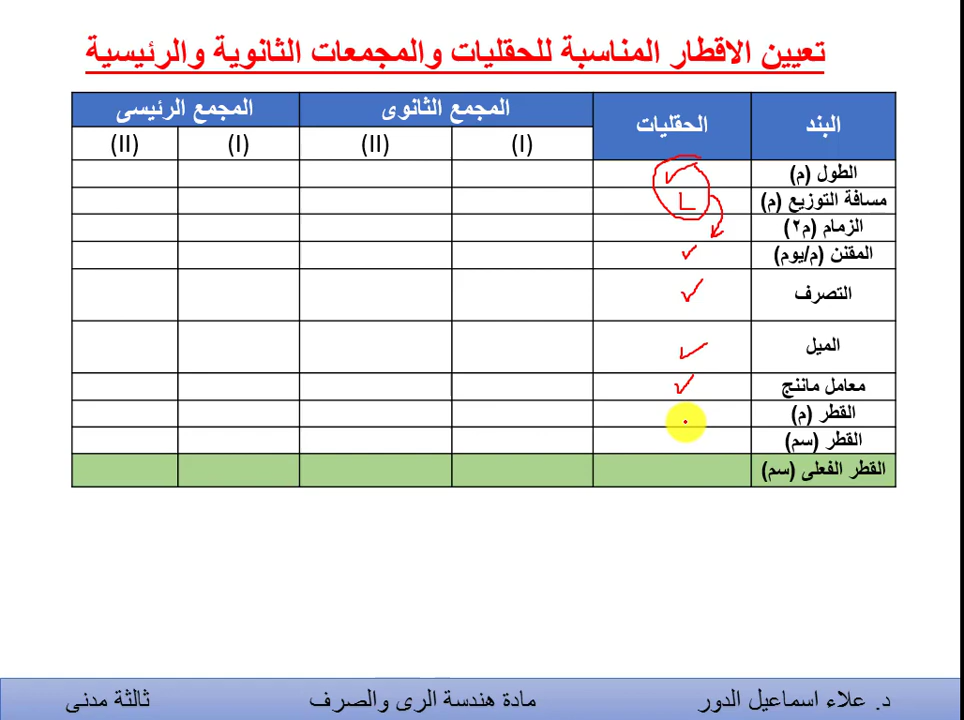 تعيين الاقطار المناسبة للحقليات والمجمعات الثانوية والرئيسية
البند الحقليات المجمع الثانوى المجمع الرئيسى
(I) (II) (I) (II)
الطول (م)
مسافة التوزيع (م) L
الزمام (م٢)
المقنن (م/يوم)
التصرف
الميل
معامل ماننج
القطر (م)
القطر (سم)
القطر الفعلى (سم)
د. علاء اسماعيل الدور مادة هندسة الرى والصرف ثالثة مدنى